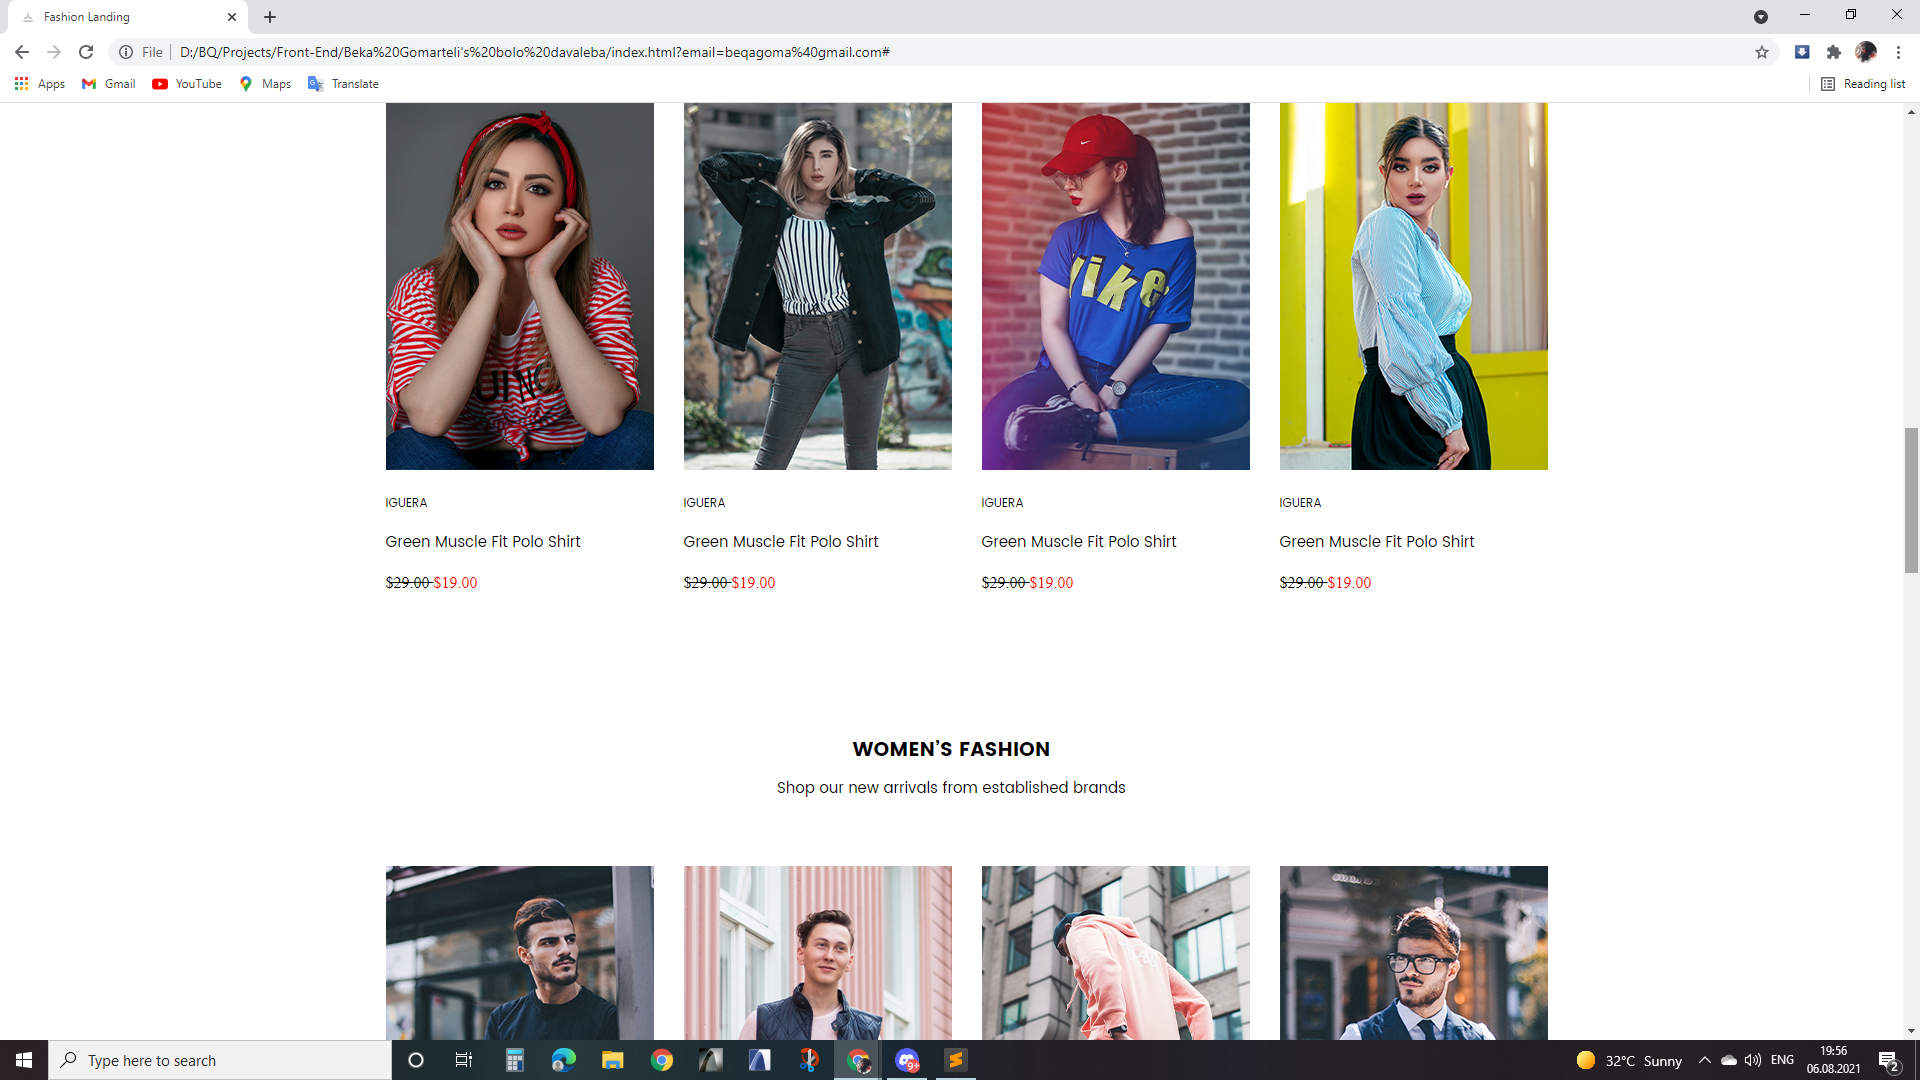 Fashion Landing
File
D:/BQ/Projects/Front-End/Beka%20Gomarteli's%20bolo%20davaleba/index.html?email=beqagoma%40gmail.com#
Apps Gmail YouTube Maps Translate Reading list
IGUERA IGUERA IGUERA IGUERA
Green Muscle Fit Polo Shirt Green Muscle Fit Polo Shirt Green Muscle Fit Polo Shirt Green Muscle Fit Polo Shirt
$29.00 $19.00 $29.00 $19.00 $29.00 $19.00 $29.00 $19.00
WOMEN'S FASHION
Shop our new arrivals from established brands
Type here to search
9+
32°C Sunny
ENG
19:56
06.08.2021
2